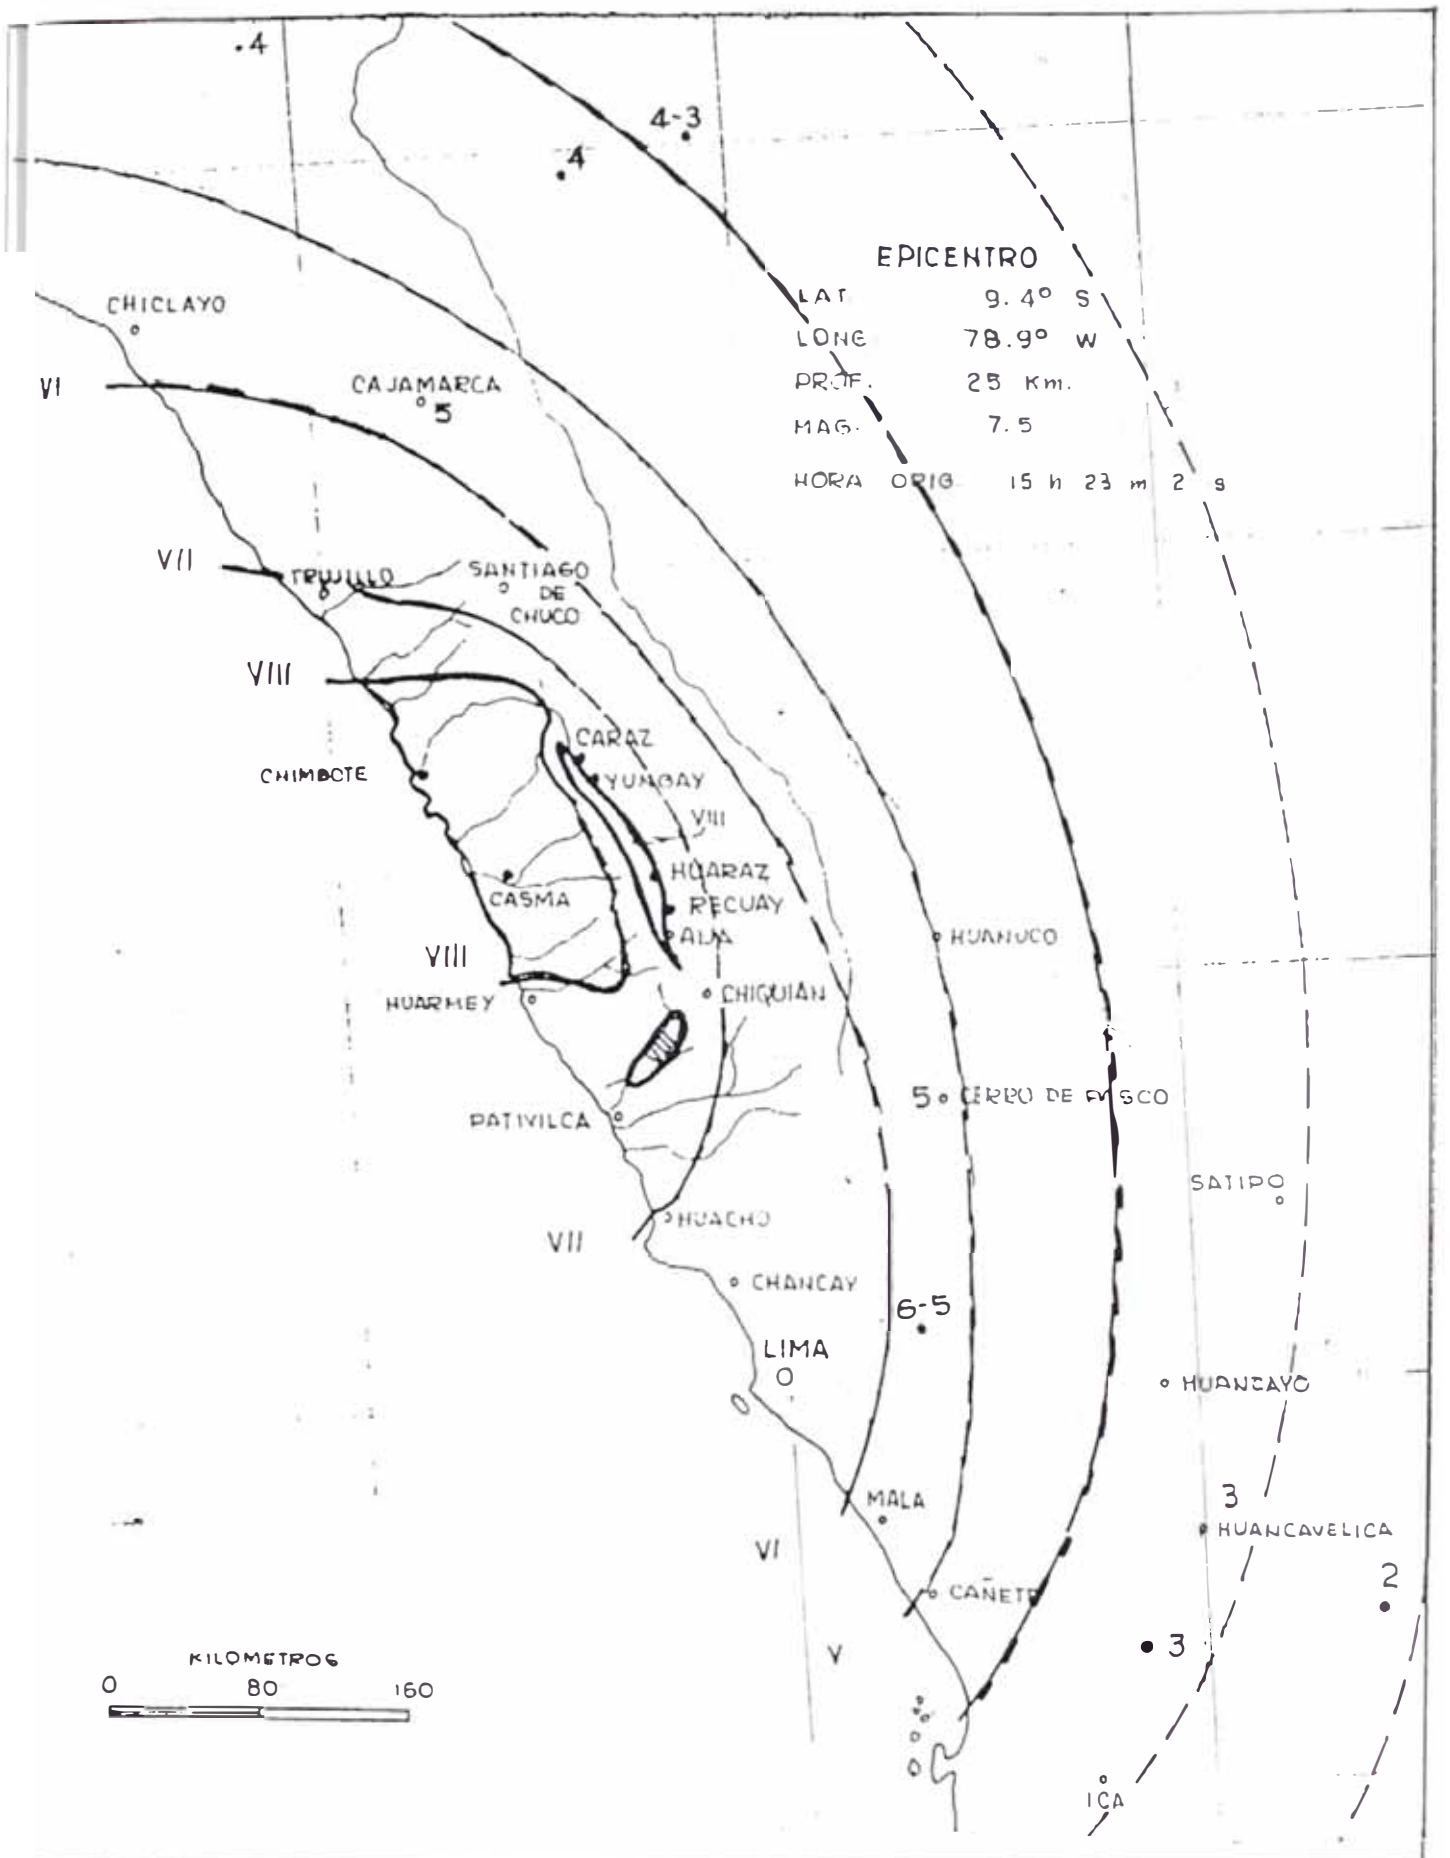 4
4-3
4
EPICENTRO
LAT 9.4° S
LONG 78.9° W
PROF. 25 Km.
MAG. 7.5
HORA ORIG 15 h 23 m 2 s
CHICLAYO
VI
CAJAMARCA
5
VII
TRUJILLO
SANTIAGO
DE
CHUCO
VIII
CARAZ
CHIMBOTE
YUNGAY
VIII
HUARAZ
CASMA
RECUAY
AIJA
HUANUCO
VIII
HUARMEY
CHIQUIAN
5
CERRO DE PASCO
PATIVILCA
SATIPO
HUACHO
VII
CHANCAY
6-5
LIMA
HUANCAYO
MALA
3
HUANCAVELICA
VI
2
CAÑETE
3
V
KILOMETROS
0 80 160
ICA